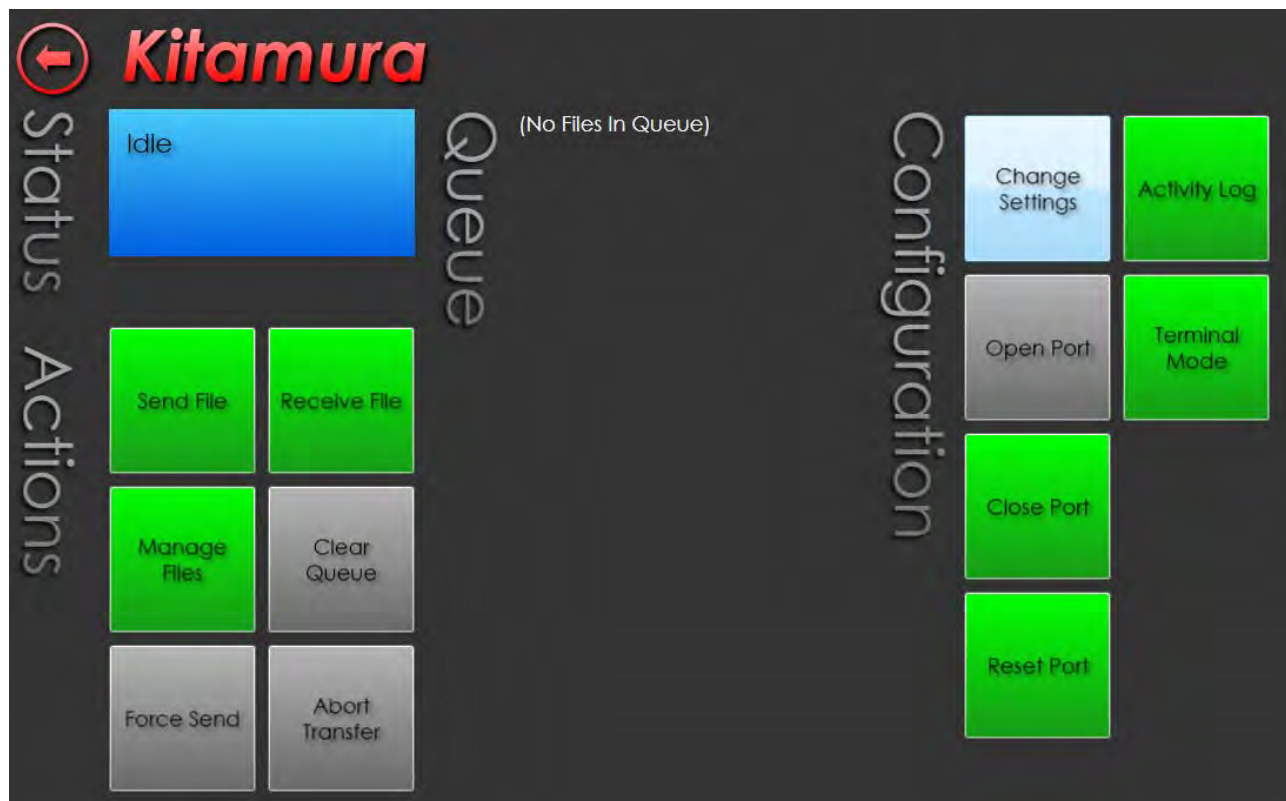 Kitamura
Status
Idle
Actions
Send File
Receive File
Manage
Files
Clear
Queue
Force Send
Abort
Transfer
Queue
(No Files In Queue)
Configuration
Change
Settings
Activity Log
Open Port
Terminal
Mode
Close Port
Reset Port